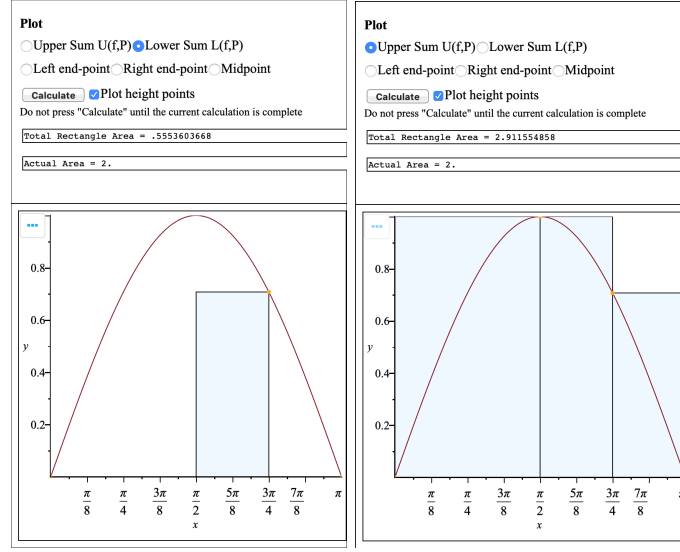 Plot
Upper Sum U(f,P) Lower Sum L(f,P)
Left end-point Right end-point Midpoint
Calculate Plot height points
Do not press "Calculate" until the current calculation is complete
Total Rectangle Area = .5553603668
Actual Area = 2.
0.8
0.6
y
0.4
0.2
π/8 π/4 3π/8 π/2 5π/8 3π/4 7π/8 π
x
Plot
Upper Sum U(f,P) Lower Sum L(f,P)
Left end-point Right end-point Midpoint
Calculate Plot height points
Do not press "Calculate" until the current calculation is complete
Total Rectangle Area = 2.911554858
Actual Area = 2.
0.8
0.6
y
0.4
0.2
π/8 π/4 3π/8 π/2 5π/8 3π/4 7π/8
x